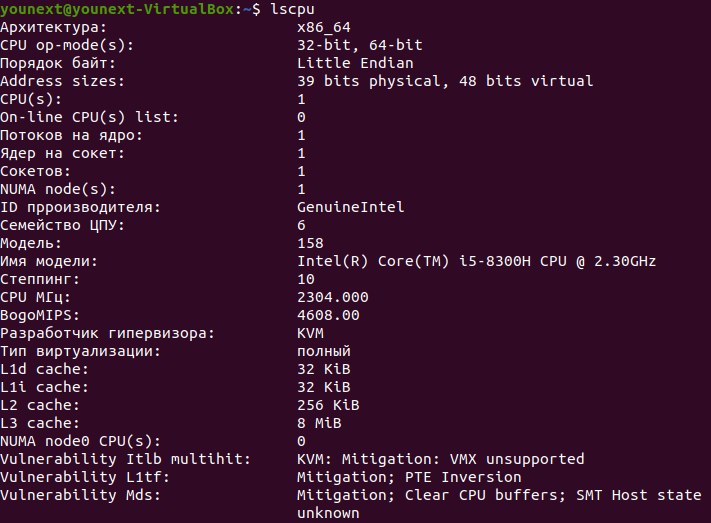 younext@younext-VirtualBox:~$ lscpu
Архитектура: x86_64
CPU op-mode(s): 32-bit, 64-bit
Порядок байт: Little Endian
Address sizes: 39 bits physical, 48 bits virtual
CPU(s): 1
On-line CPU(s) list: 0
Потоков на ядро: 1
Ядер на сокет: 1
Сокетов: 1
NUMA node(s): 1
ID прроизводителя: GenuineIntel
Семейство ЦПУ: 6
Модель: 158
Имя модели: Intel(R) Core(TM) i5-8300H CPU @ 2.30GHz
Степпинг: 10
CPU МГц: 2304.000
BogoMIPS: 4608.00
Разработчик гипервизора: KVM
Тип виртуализации: полный
L1d cache: 32 KiB
L1i cache: 32 KiB
L2 cache: 256 KiB
L3 cache: 8 MiB
NUMA node0 CPU(s): 0
Vulnerability Itlb multihit: KVM: Mitigation: VMX unsupported
Vulnerability L1tf: Mitigation; PTE Inversion
Vulnerability Mds: Mitigation; Clear CPU buffers; SMT Host state
unknown